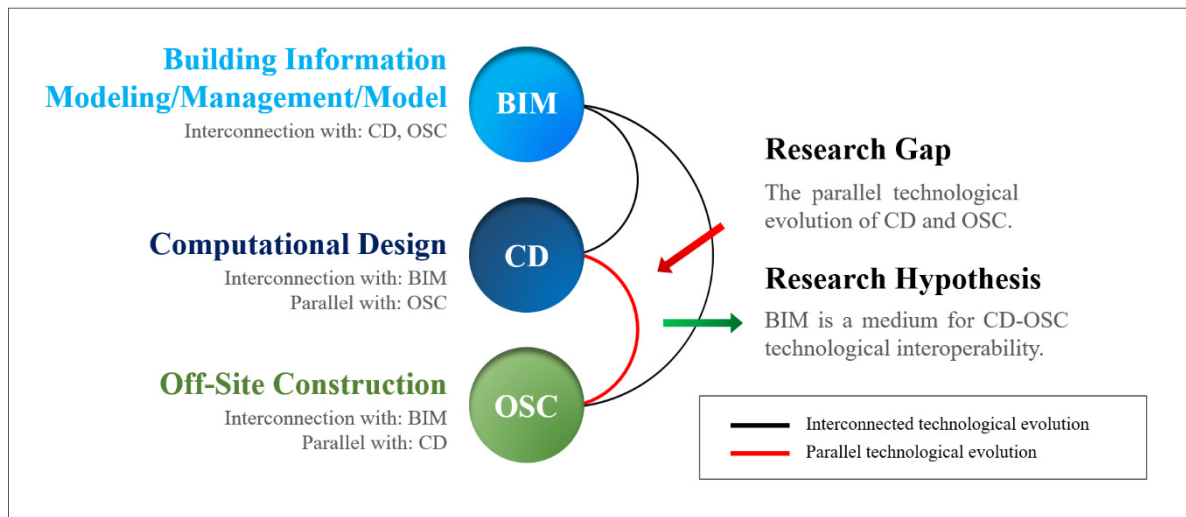 Building Information
Modeling/Management/Model
Interconnection with: CD, OSC
BIM
Computational Design
Interconnection with: BIM
Parallel with: OSC
CD
Off-Site Construction
Interconnection with: BIM
Parallel with: CD
OSC
Research Gap
The parallel technological
evolution of CD and OSC.
Research Hypothesis
BIM is a medium for CD-OSC
technological interoperability.
Interconnected technological evolution
Parallel technological evolution